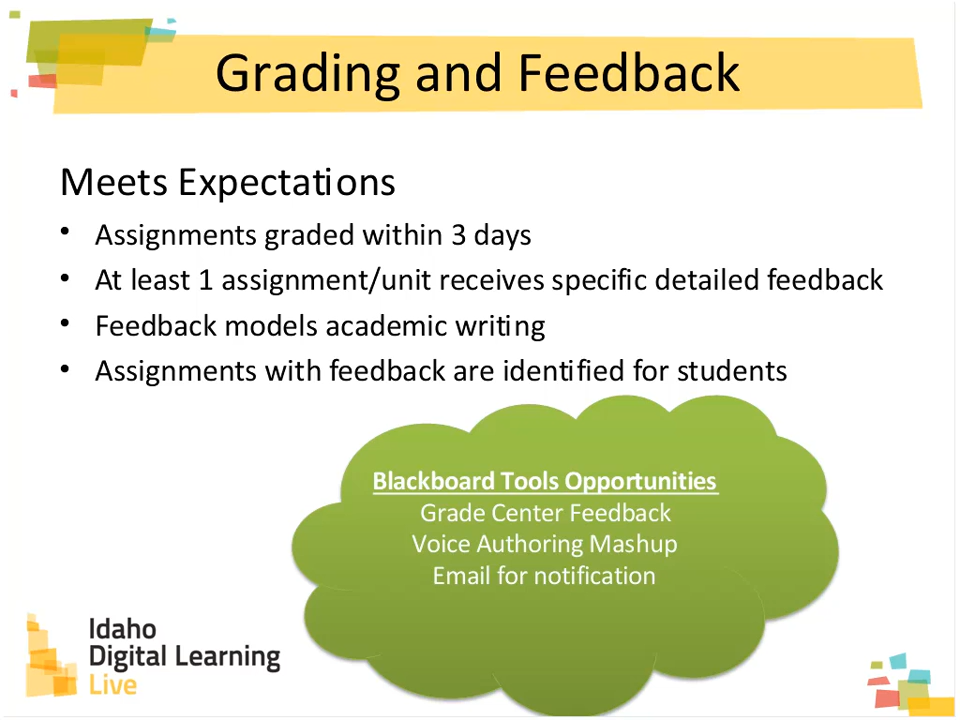 Grading and Feedback
Meets Expectations
• Assignments graded within 3 days
• At least 1 assignment/unit receives specific detailed feedback
• Feedback models academic writing
• Assignments with feedback are identified for students
Blackboard Tools Opportunities
Grade Center Feedback
Voice Authoring Mashup
Email for notification
Idaho
Digital Learning
Live